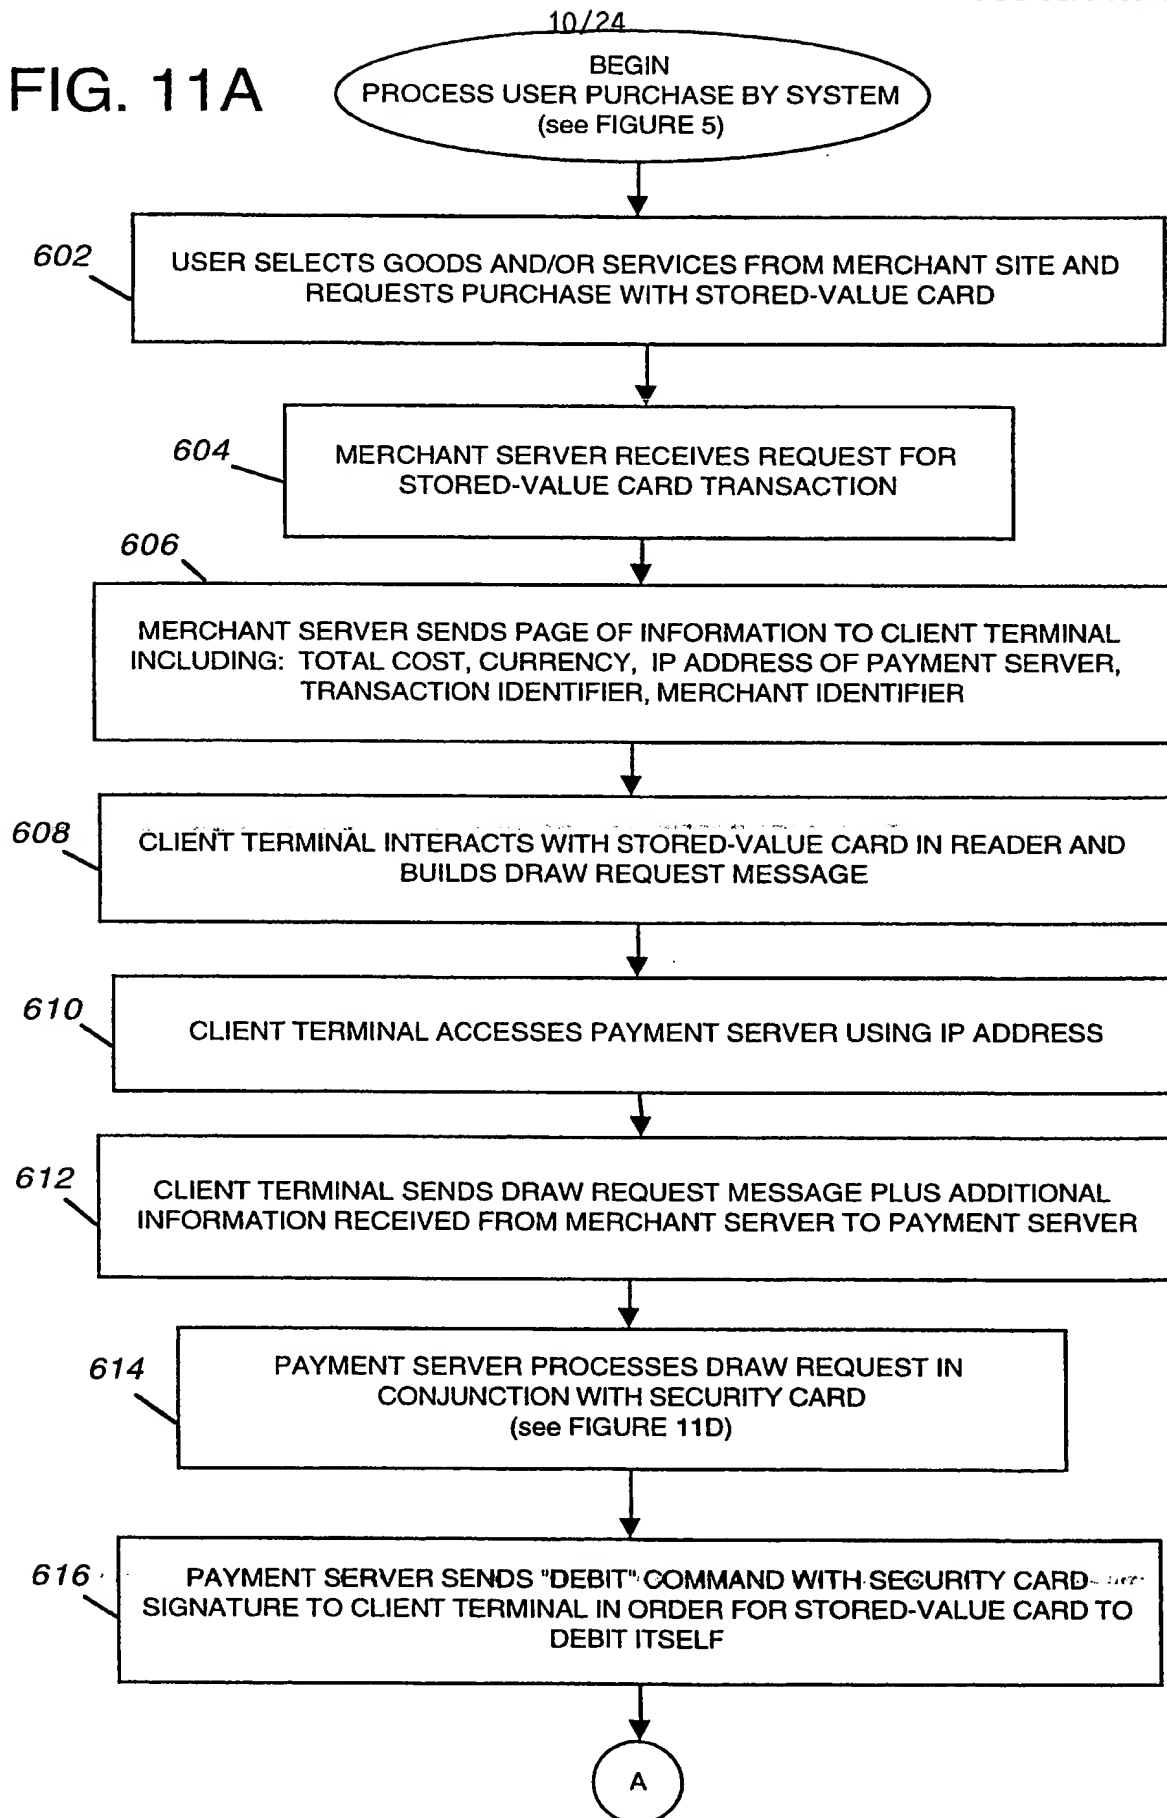 10/24
FIG. 11A
BEGIN
PROCESS USER PURCHASE BY SYSTEM
(see FIGURE 5)
602
USER SELECTS GOODS AND/OR SERVICES FROM MERCHANT SITE AND
REQUESTS PURCHASE WITH STORED-VALUE CARD
604
MERCHANT SERVER RECEIVES REQUEST FOR
STORED-VALUE CARD TRANSACTION
606
MERCHANT SERVER SENDS PAGE OF INFORMATION TO CLIENT TERMINAL
INCLUDING: TOTAL COST, CURRENCY, IP ADDRESS OF PAYMENT SERVER,
TRANSACTION IDENTIFIER, MERCHANT IDENTIFIER
608
CLIENT TERMINAL INTERACTS WITH STORED-VALUE CARD IN READER AND
BUILDS DRAW REQUEST MESSAGE
610
CLIENT TERMINAL ACCESSES PAYMENT SERVER USING IP ADDRESS
612
CLIENT TERMINAL SENDS DRAW REQUEST MESSAGE PLUS ADDITIONAL
INFORMATION RECEIVED FROM MERCHANT SERVER TO PAYMENT SERVER
614
PAYMENT SERVER PROCESSES DRAW REQUEST IN
CONJUNCTION WITH SECURITY CARD
(see FIGURE 11D)
616
PAYMENT SERVER SENDS "DEBIT" COMMAND WITH SECURITY CARD
SIGNATURE TO CLIENT TERMINAL IN ORDER FOR STORED-VALUE CARD TO
DEBIT ITSELF
A